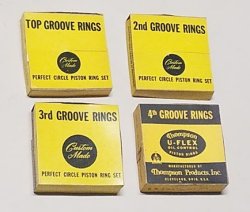 TOP GROOVE RINGS
Custom
Made
PERFECT CIRCLE PISTON RING SET
2nd GROOVE RINGS
Custom
Made
PERFECT CIRCLE PISTON RING SET
3rd GROOVE RINGS
Custom
Made
PERFECT CIRCLE PISTON RING SET
4th GROOVE RINGS
Thompson
U-FLEX
OIL CONTROL
PISTON RINGS
MANUFACTURED BY
Thompson Products, Inc.
CLEVELAND, OHIO, U.S.A.